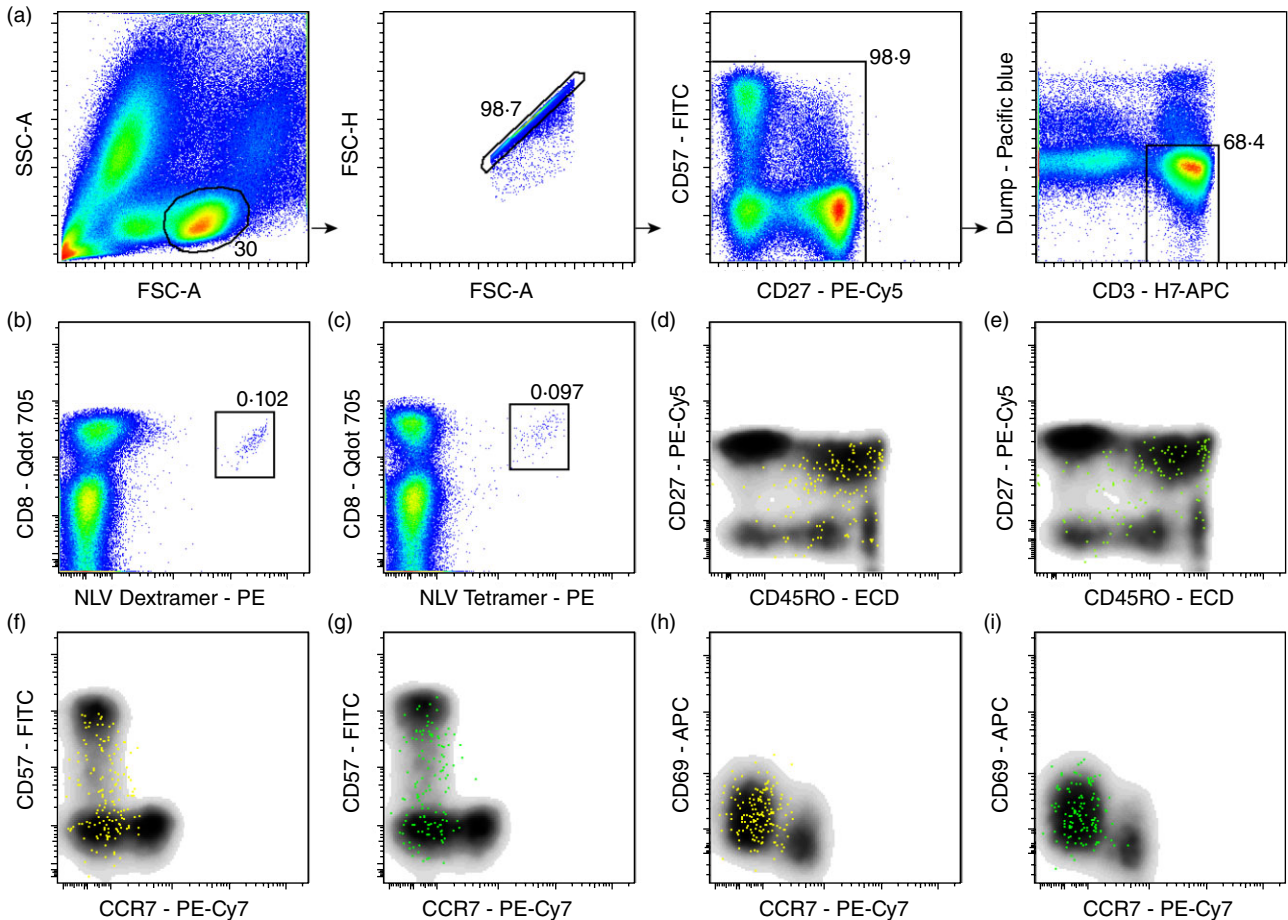 (a)
SSC-A
30
FSC-A
FSC-H
98·7
FSC-A
CD57 - FITC
98·9
CD27 - PE-Cy5
Dump - Pacific blue
68·4
CD3 - H7-APC
(b)
CD8 - Qdot 705
0·102
NLV Dextramer - PE
(c)
CD8 - Qdot 705
0·097
NLV Tetramer - PE
(d)
CD27 - PE-Cy5
CD45RO - ECD
(e)
CD27 - PE-Cy5
CD45RO - ECD
(f)
CD57 - FITC
CCR7 - PE-Cy7
(g)
CD57 - FITC
CCR7 - PE-Cy7
(h)
CD69 - APC
CCR7 - PE-Cy7
(i)
CD69 - APC
CCR7 - PE-Cy7